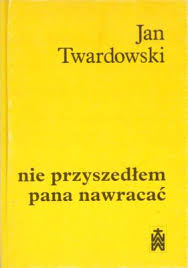 Jan
Twardowski
nie przyszedłem
pana nawracać